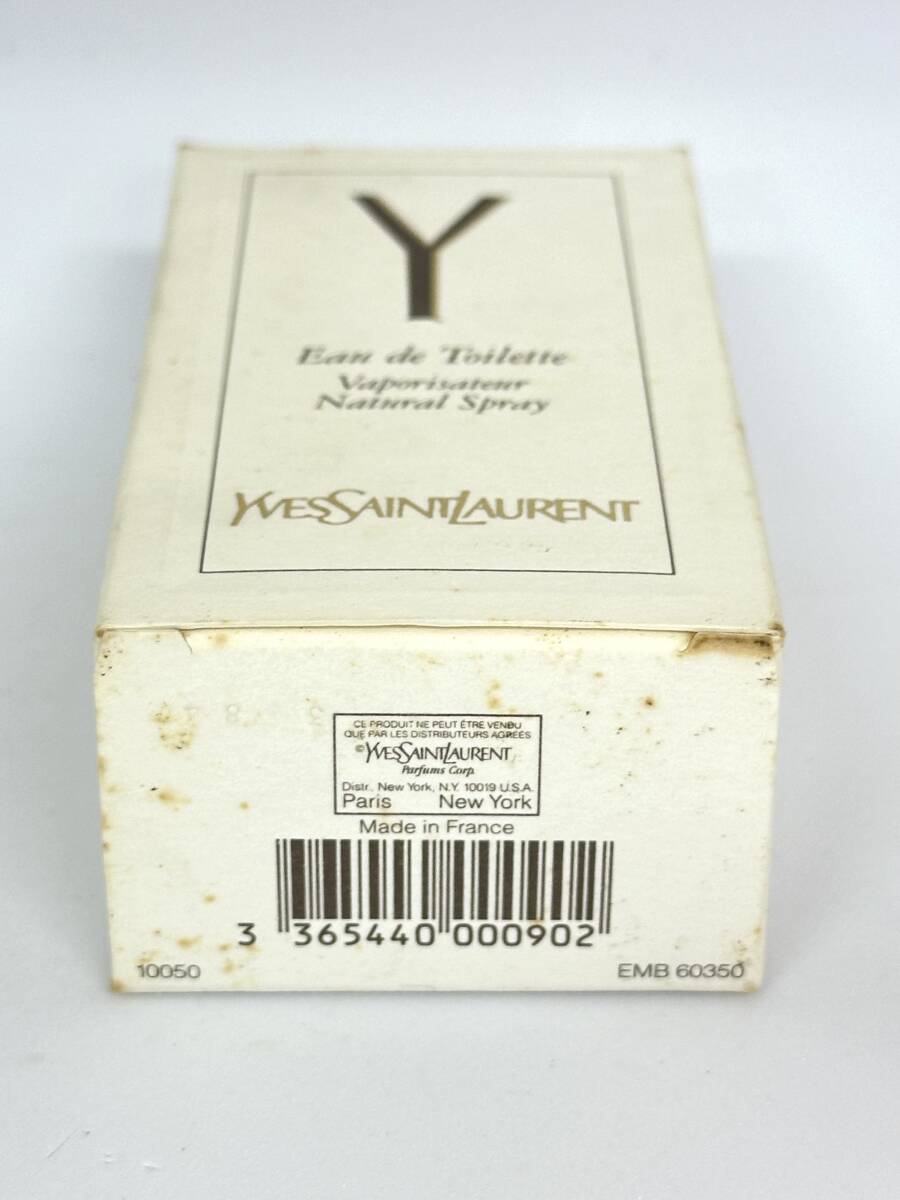 Y
Eau de Toilette
Vaporisateur
Natural Spray
YVESSAINTLAURENT
CE PRODUIT NE PEUT ÊTRE VENDU
QUE PAR LES DISTRIBUTEURS AGRÉES
©YVESSAINTLAURENT
Parfums Corp.
Distr. New York, N.Y. 10019 U.S.A.
Paris New York
Made in France
3 365440 000902
10050 EMB 60350